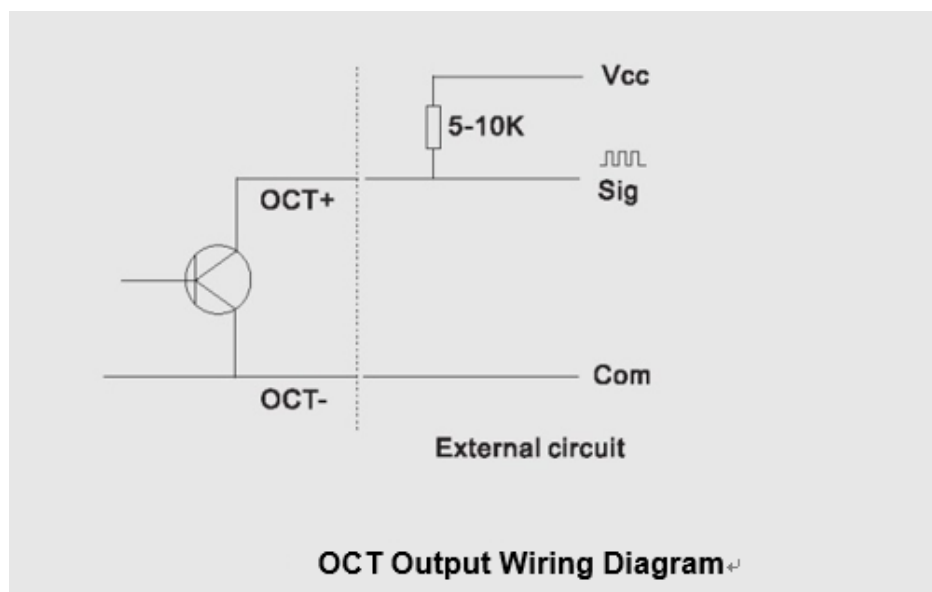 Vcc
5-10K
Sig
OCT+
Com
OCT-
External circuit
OCT Output Wiring Diagram↵